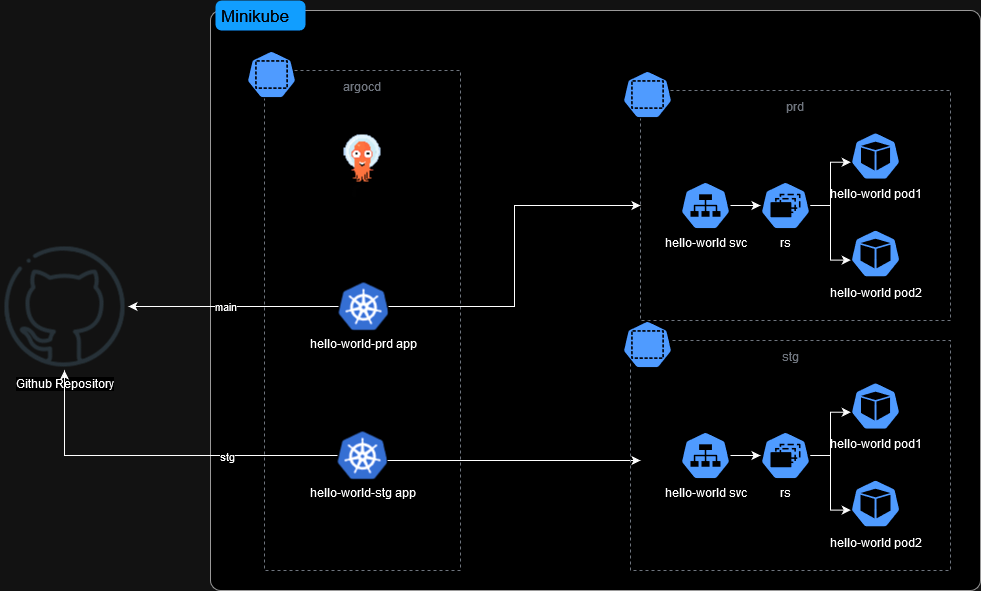 Minikube
argocd
prd
hello-world pod1
hello-world svc
rs
hello-world pod2
main
hello-world-prd app
Github Repository
stg
hello-world pod1
hello-world svc
rs
hello-world pod2
stg
hello-world-stg app